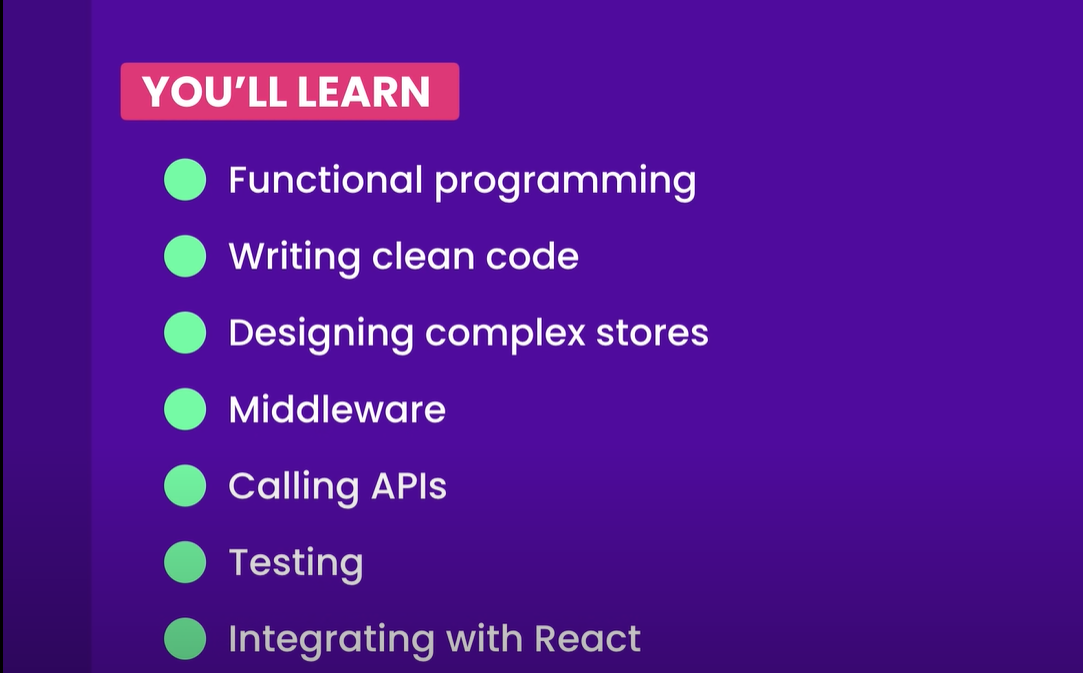 YOU’LL LEARN
Functional programming
Writing clean code
Designing complex stores
Middleware
Calling APIs
Testing
Integrating with React